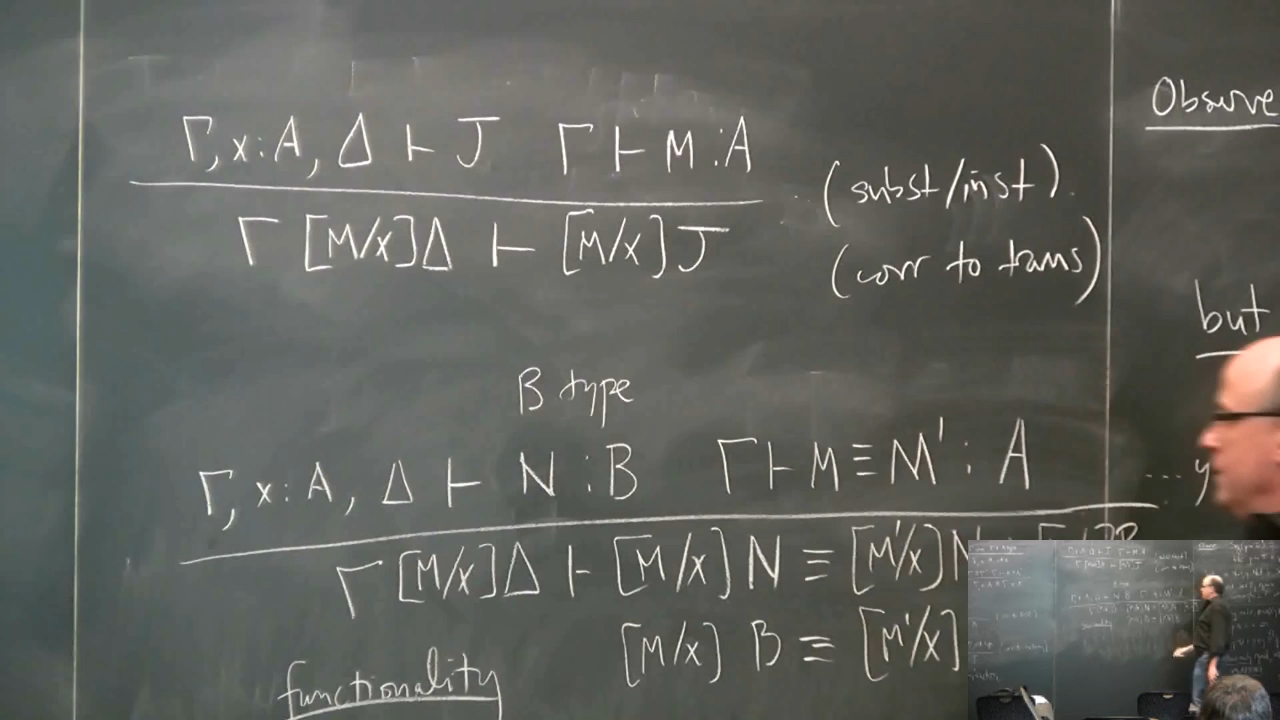 Γ, x : A, Δ ⊢ J   Γ ⊢ M : A
(subst/inst).
Γ [M/x]Δ ⊢ [M/x] J
(corr to trans)
B type
Γ, x : A, Δ ⊢ N : B   Γ ⊢ M ≡ M' : A
Γ [M/x]Δ ⊢ [M/x] N ≡ [M'/x] N
[M/x] B ≡ [M'/x]
functionality
Observe
but